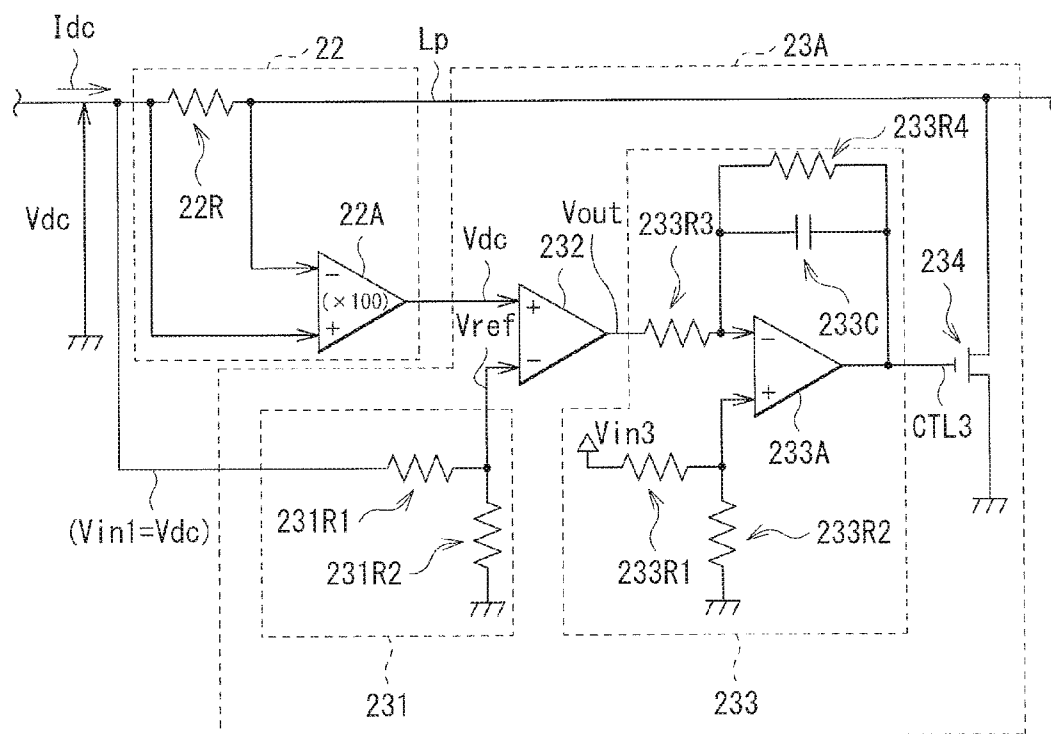 Idc
22
Lp
23A
233R4
22R
Vdc
22A
Vout
233R3
232
Vdc
234
−
(×100)
+
Vref
+
−
233C
−
+
CTL3
Vin3
233A
231R1
(Vin1=Vdc)
231R2
233R1
233R2
231
233